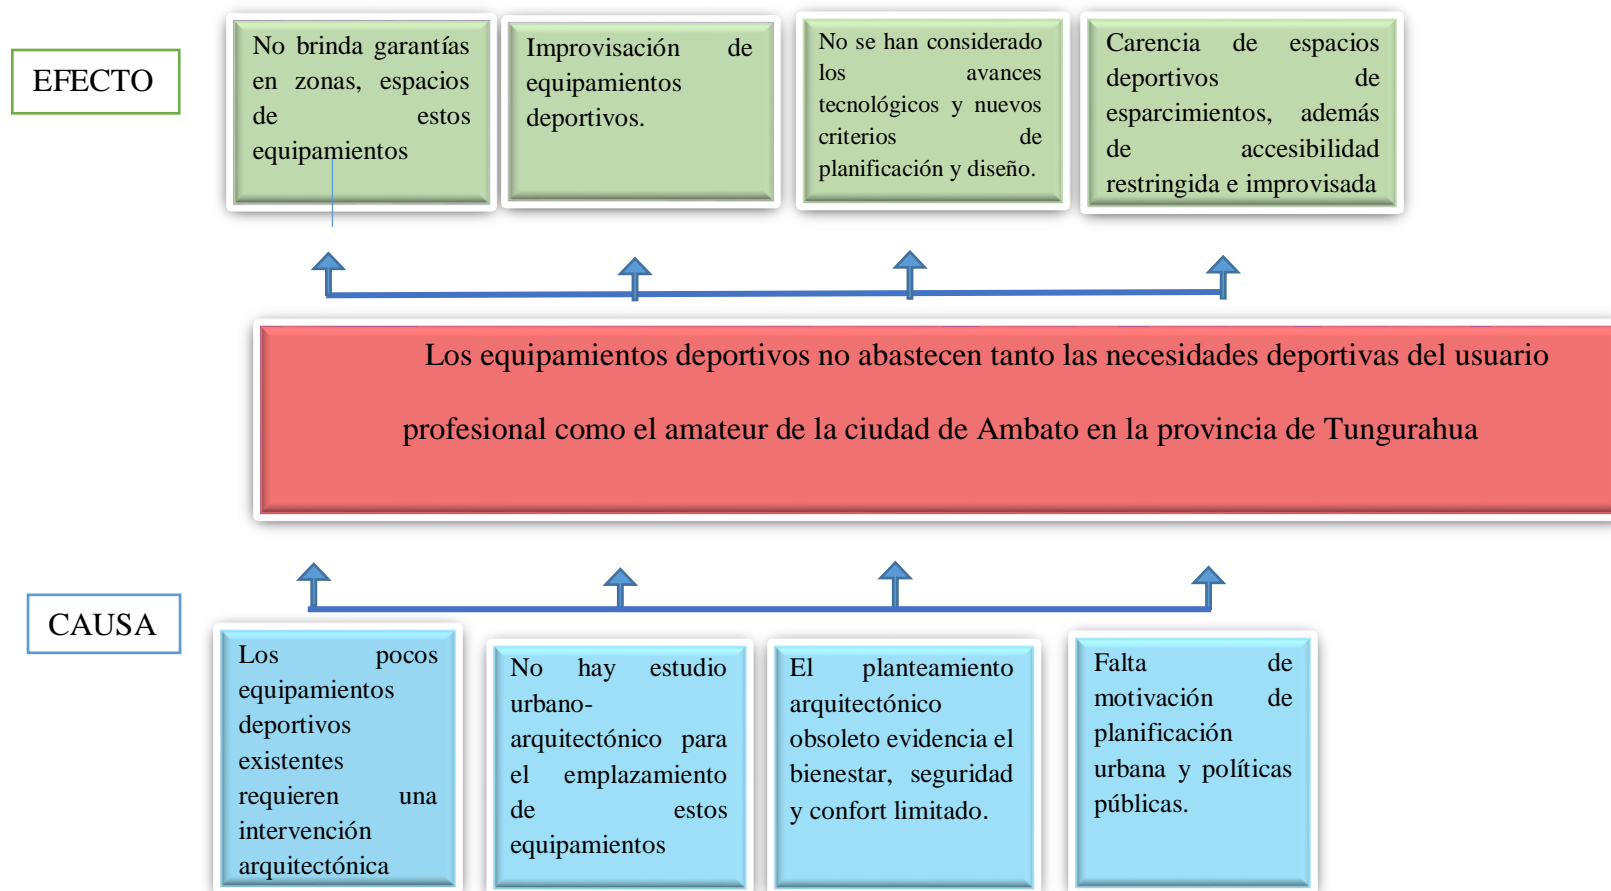 EFECTO
No brinda garantías
en zonas, espacios
de estos
equipamientos
Improvisación de
equipamientos
deportivos.
No se han considerado
los avances
tecnológicos y nuevos
criterios de
planificación y diseño.
Carencia de espacios
deportivos de
esparcimientos, además
de accesibilidad
restringida e improvisada
Los equipamientos deportivos no abastecen tanto las necesidades deportivas del usuario
profesional como el amateur de la ciudad de Ambato en la provincia de Tungurahua
CAUSA
Los pocos
equipamientos
deportivos
existentes
requieren una
intervención
arquitectónica
No hay estudio
urbano-
arquitectónico para
el emplazamiento
de estos
equipamientos
El planteamiento
arquitectónico
obsoleto evidencia el
bienestar, seguridad
y confort limitado.
Falta de
motivación de
planificación
urbana y políticas
públicas.